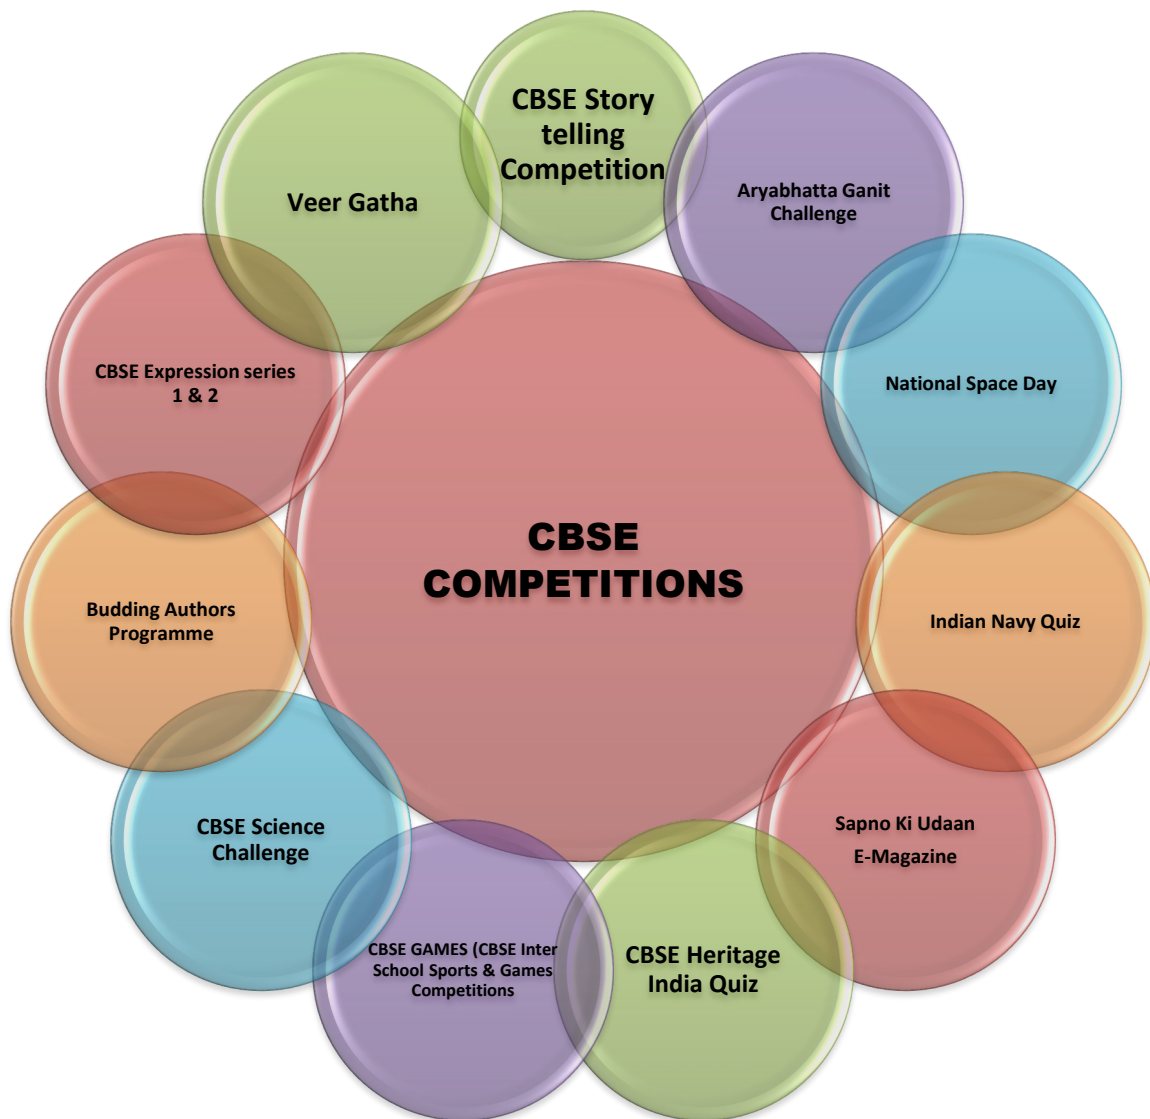 CBSE Story
telling
Competition
Aryabhatta Ganit
Challenge
National Space Day
Indian Navy Quiz
Sapno Ki Udaan
E-Magazine
CBSE Heritage
India Quiz
CBSE GAMES (CBSE Inter
School Sports & Games
Competitions
CBSE Science
Challenge
Budding Authors
Programme
CBSE Expression series
1 & 2
Veer Gatha
CBSE
COMPETITIONS